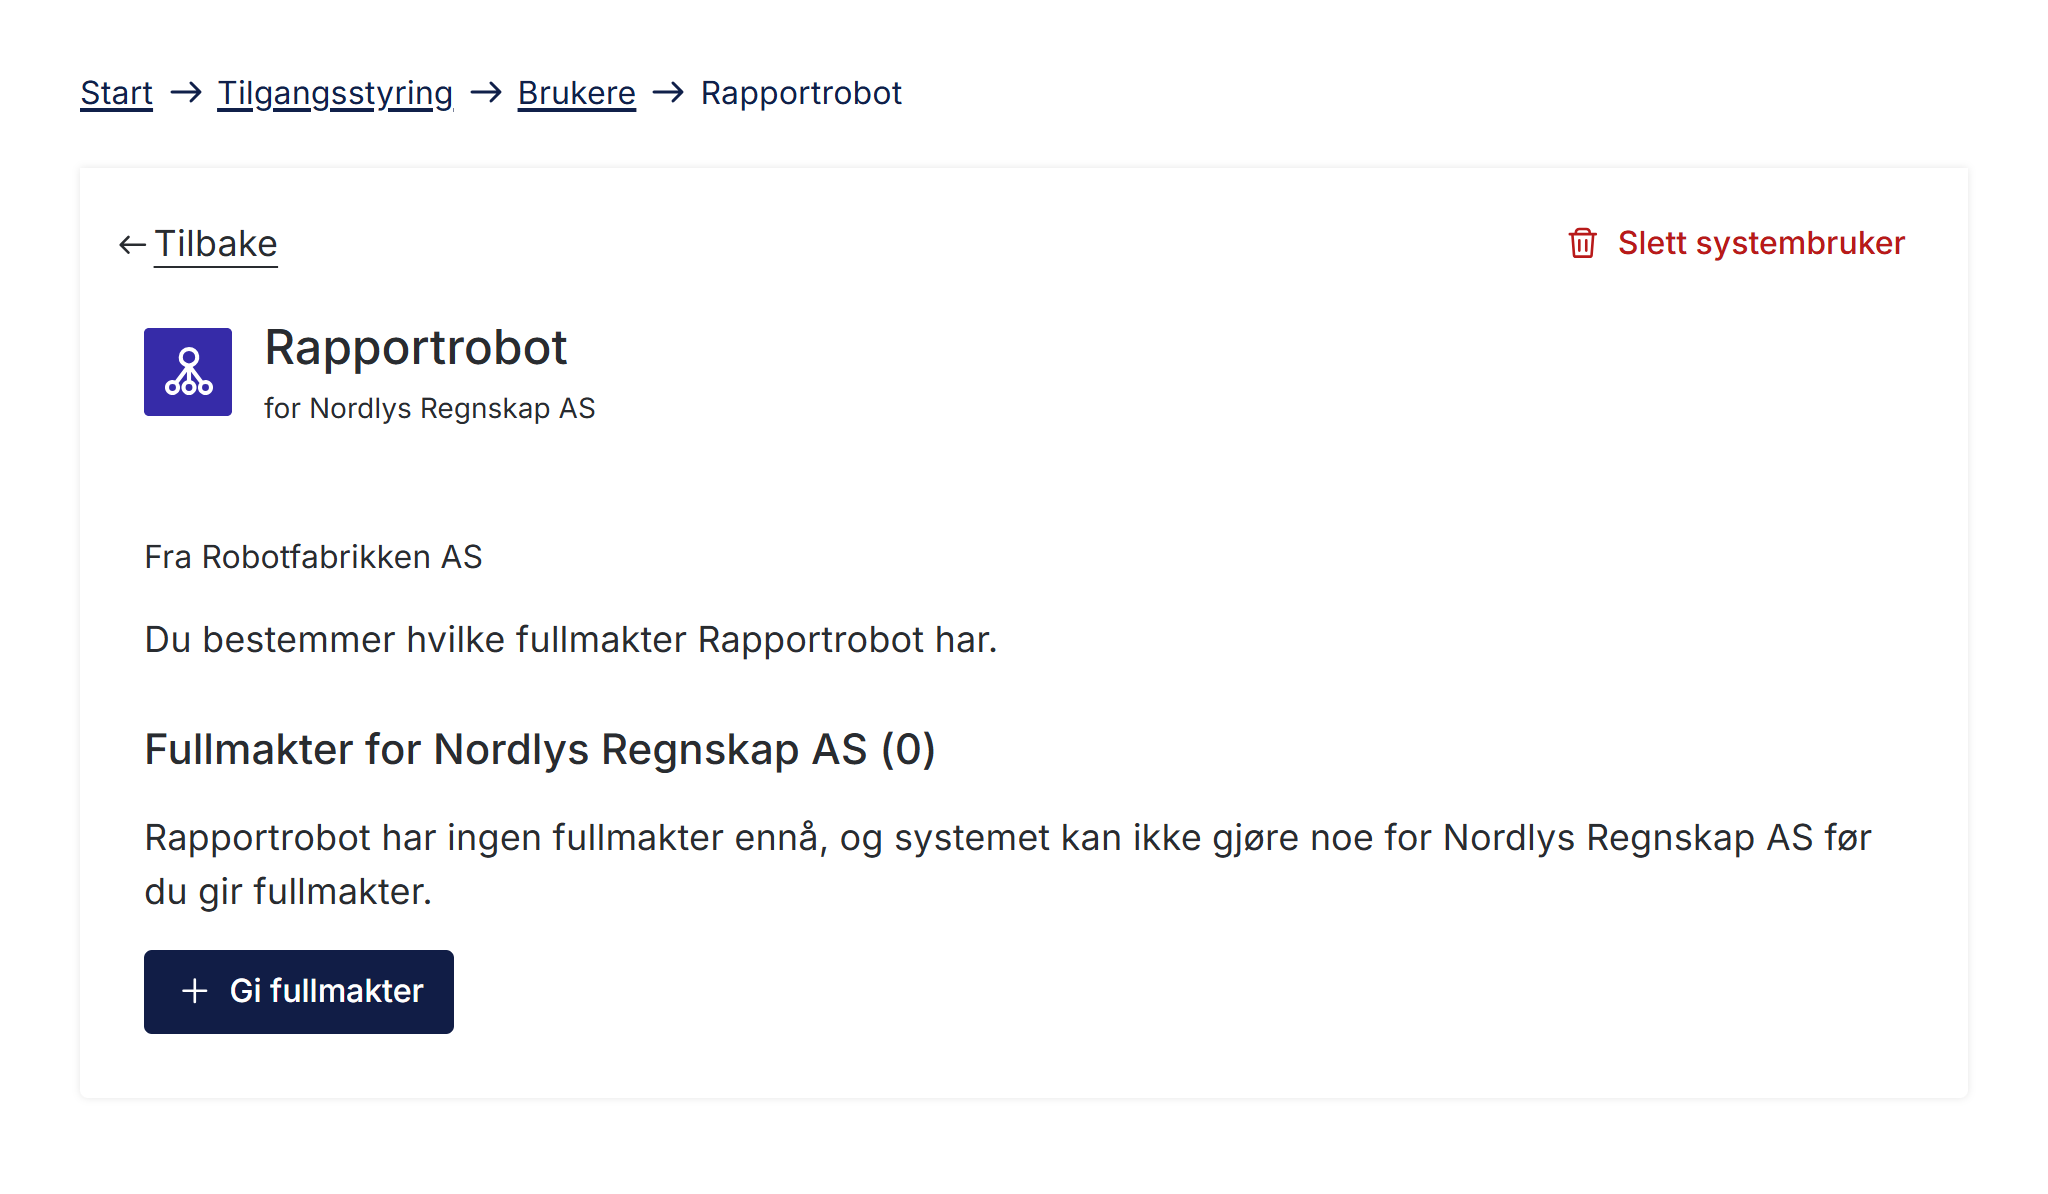 Start → Tilgangsstyring → Brukere → Rapportrobot
← Tilbake
Slett systembruker
Rapportrobot
for Nordlys Regnskap AS
Fra Robotfabrikken AS
Du bestemmer hvilke fullmakter Rapportrobot har.
Fullmakter for Nordlys Regnskap AS (0)
Rapportrobot har ingen fullmakter ennå, og systemet kan ikke gjøre noe for Nordlys Regnskap AS før
du gir fullmakter.
+ Gi fullmakter